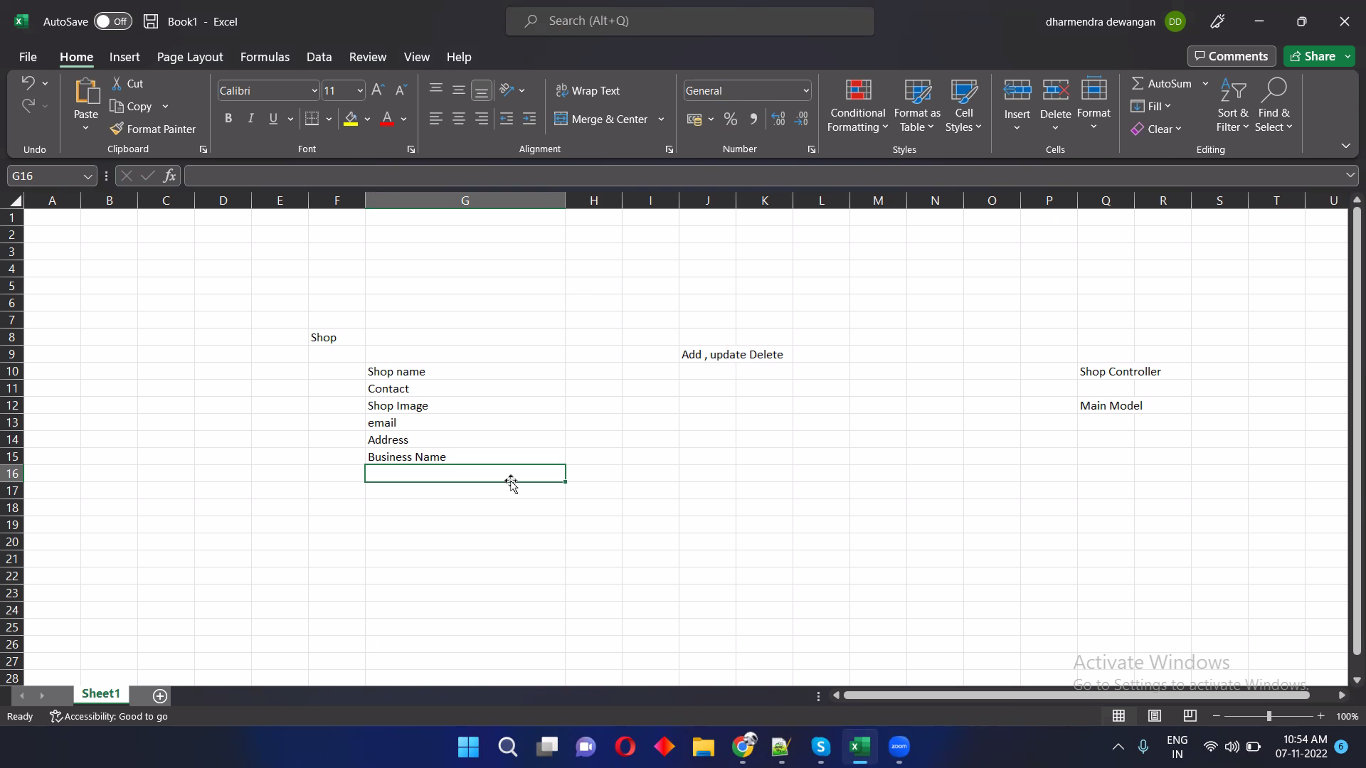 AutoSave Off Book1 - Excel Search (Alt+Q) dharmendra dewangan DD
File Home Insert Page Layout Formulas Data Review View Help Comments Share
Paste Cut Copy Format Painter
Calibri 11 B I U A A A
Wrap Text Merge & Center
General % 9
Conditional Formatting Format as Table Cell Styles
Insert Delete Format
AutoSum Fill Clear Sort & Filter Find & Select
Undo Clipboard Font Alignment Number Styles Cells Editing
G16 fx
A B C D E F G H I J K L M N O P Q R S T U
1
2
3
4
5
6
7
8 Shop
9 Add , update Delete
10 Shop name Shop Controller
11 Contact
12 Shop Image Main Model
13 email
14 Address
15 Business Name
16
17
18
19
20
21
22
23
24
25
26
27
28
Activate Windows
Go to Settings to activate Windows.
Sheet1
Ready Accessibility: Good to go 100%
zoom ENG IN 10:54 AM 07-11-2022 6